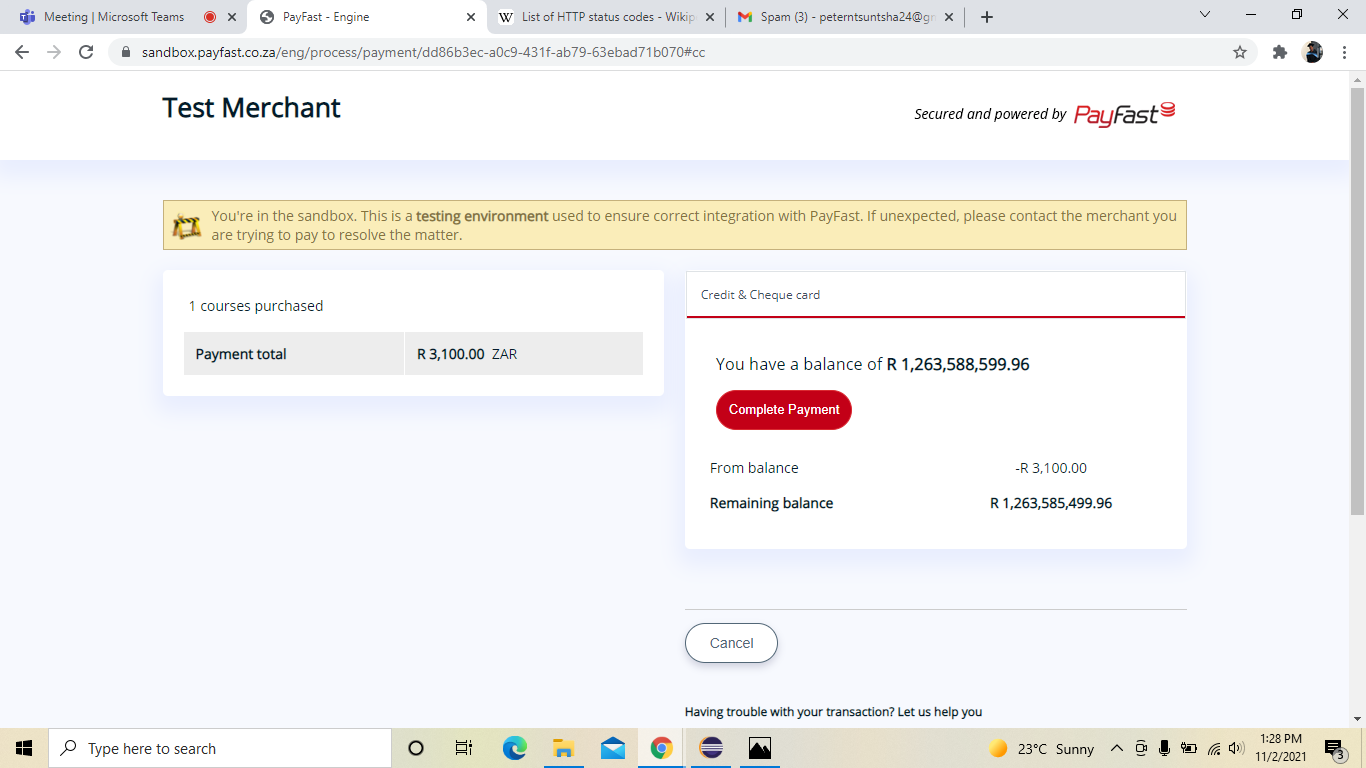 Meeting | Microsoft Teams
PayFast - Engine
List of HTTP status codes - Wikip
Spam (3) - peterntsuntsha24@g
sandbox.payfast.co.za/eng/process/payment/dd86b3ec-a0c9-431f-ab79-63ebad71b070#cc
Test Merchant
Secured and powered by PayFast
You're in the sandbox. This is a testing environment used to ensure correct integration with PayFast. If unexpected, please contact the merchant you
are trying to pay to resolve the matter.
1 courses purchased
Payment total R 3,100.00 ZAR
Credit & Cheque card
You have a balance of R 1,263,588,599.96
Complete Payment
From balance -R 3,100.00
Remaining balance R 1,263,585,499.96
Cancel
Having trouble with your transaction? Let us help you
Type here to search
23°C Sunny
1:28 PM
11/2/2021
3